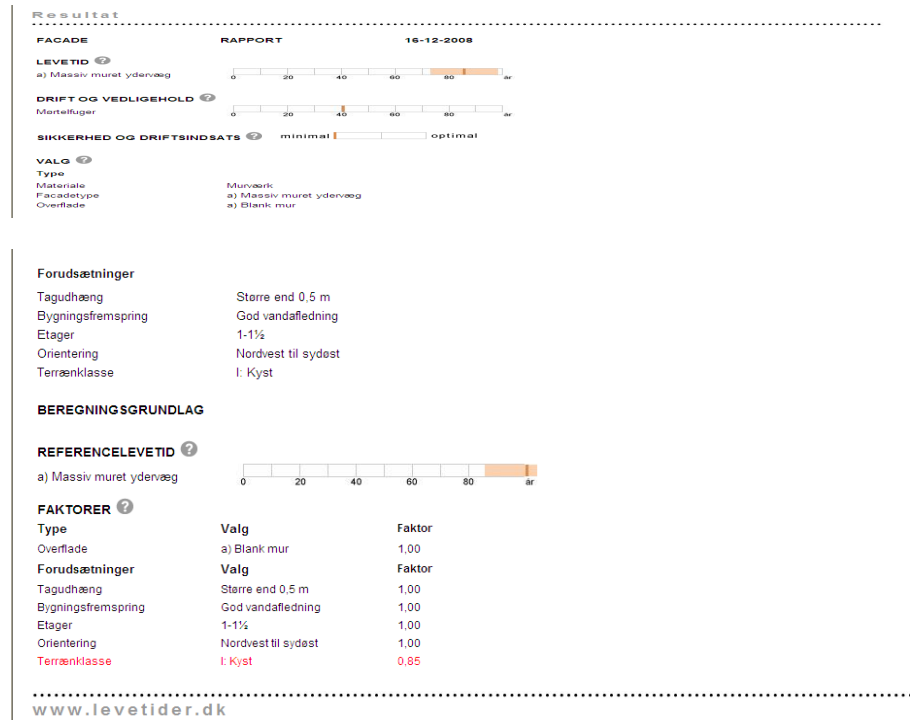 Resultat
FACADE RAPPORT 16-12-2008
LEVETID ?
a) Massiv muret ydervæg 0 20 40 60 80 år
DRIFT OG VEDLIGEHOLD ?
Mørtelfuger 0 20 40 60 80 år
SIKKERHED OG DRIFTSINDSATS ? minimal optimal
VALG ?
Type
Materiale Murværk
Facadetype a) Massiv muret ydervæg
Overflade a) Blank mur
Forudsætninger
Tagudhæng Større end 0,5 m
Bygningsfremspring God vandafledning
Etager 1-1½
Orientering Nordvest til sydøst
Terrænklasse I: Kyst
BEREGNINGSGRUNDLAG
REFERENCELEVETID ?
a) Massiv muret ydervæg 0 20 40 60 80 år
FAKTORER ?
Type Valg Faktor
Overflade a) Blank mur 1,00
Forudsætninger Valg Faktor
Tagudhæng Større end 0,5 m 1,00
Bygningsfremspring God vandafledning 1,00
Etager 1-1½ 1,00
Orientering Nordvest til sydøst 1,00
Terrænklasse I: Kyst 0,85
www.levetider.dk